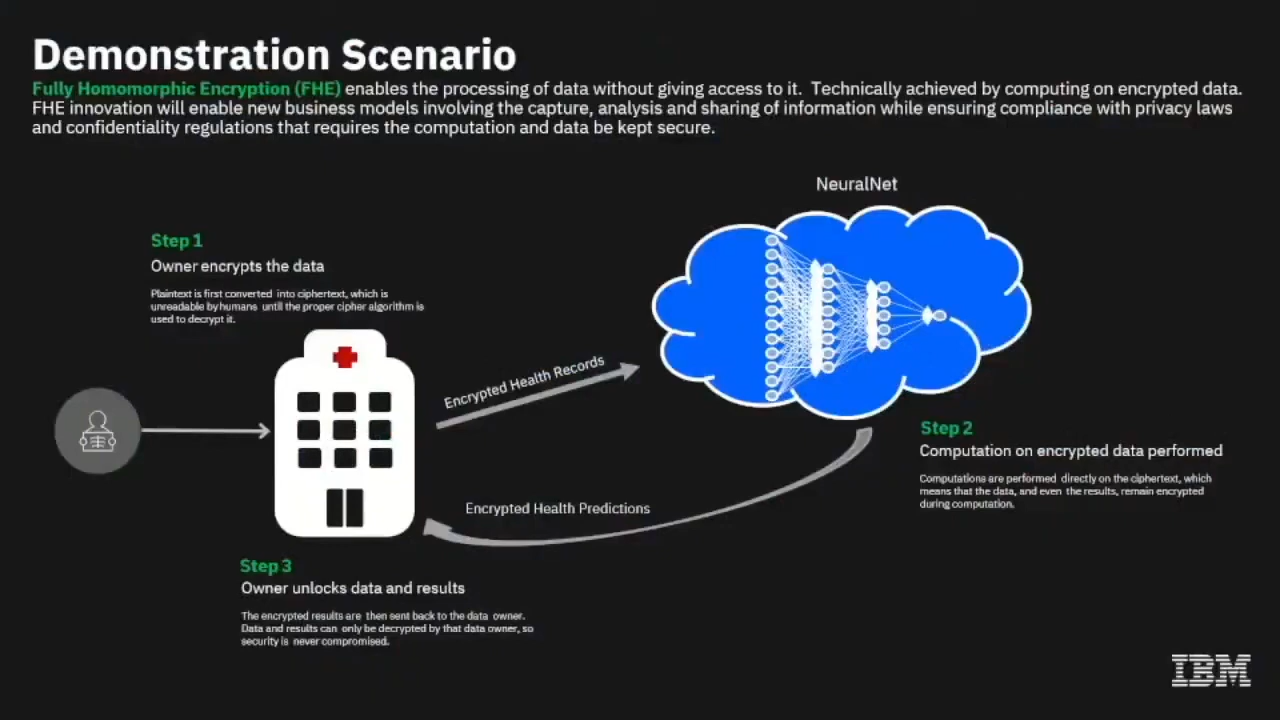 Demonstration Scenario
Fully Homomorphic Encryption (FHE) enables the processing of data without giving access to it. Technically achieved by computing on encrypted data.
FHE innovation will enable new business models involving the capture, analysis and sharing of information while ensuring compliance with privacy laws
and confidentiality regulations that requires the computation and data be kept secure.
NeuralNet
Step 1
Owner encrypts the data
Plaintext is first converted into ciphertext, which is
unreadable by humans until the proper cipher algorithm is
used to decrypt it.
Encrypted Health Records
Step 2
Computation on encrypted data performed
Computations are performed directly on the ciphertext, which
means that the data, and even the results, remain encrypted
during computation.
Encrypted Health Predictions
Step 3
Owner unlocks data and results
The encrypted results are then sent back to the data owner.
Data and results can only be decrypted by that data owner, so
security is never compromised.
IBM